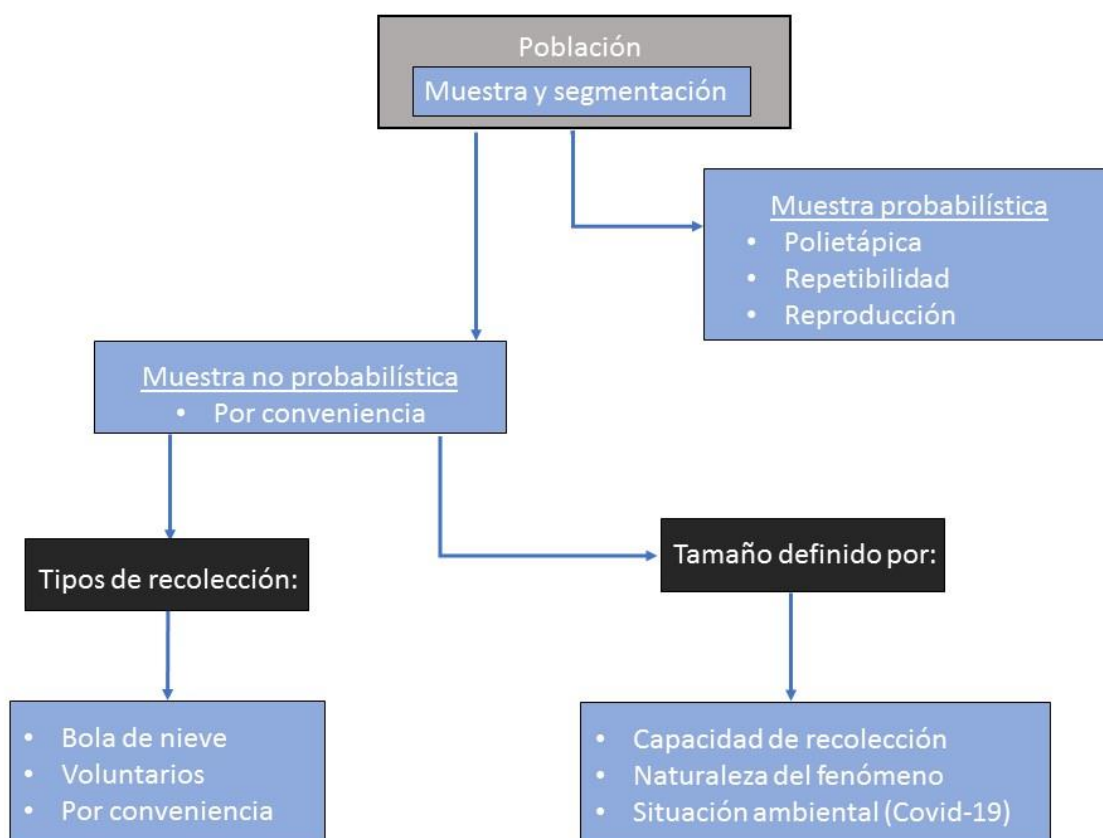 Población
Muestra y segmentación
Muestra probabilística
• Polietápica
• Repetibilidad
• Reproducción
Muestra no probabilística
• Por conveniencia
Tipos de recolección:
Tamaño definido por:
• Bola de nieve
• Voluntarios
• Por conveniencia
• Capacidad de recolección
• Naturaleza del fenómeno
• Situación ambiental (Covid-19)